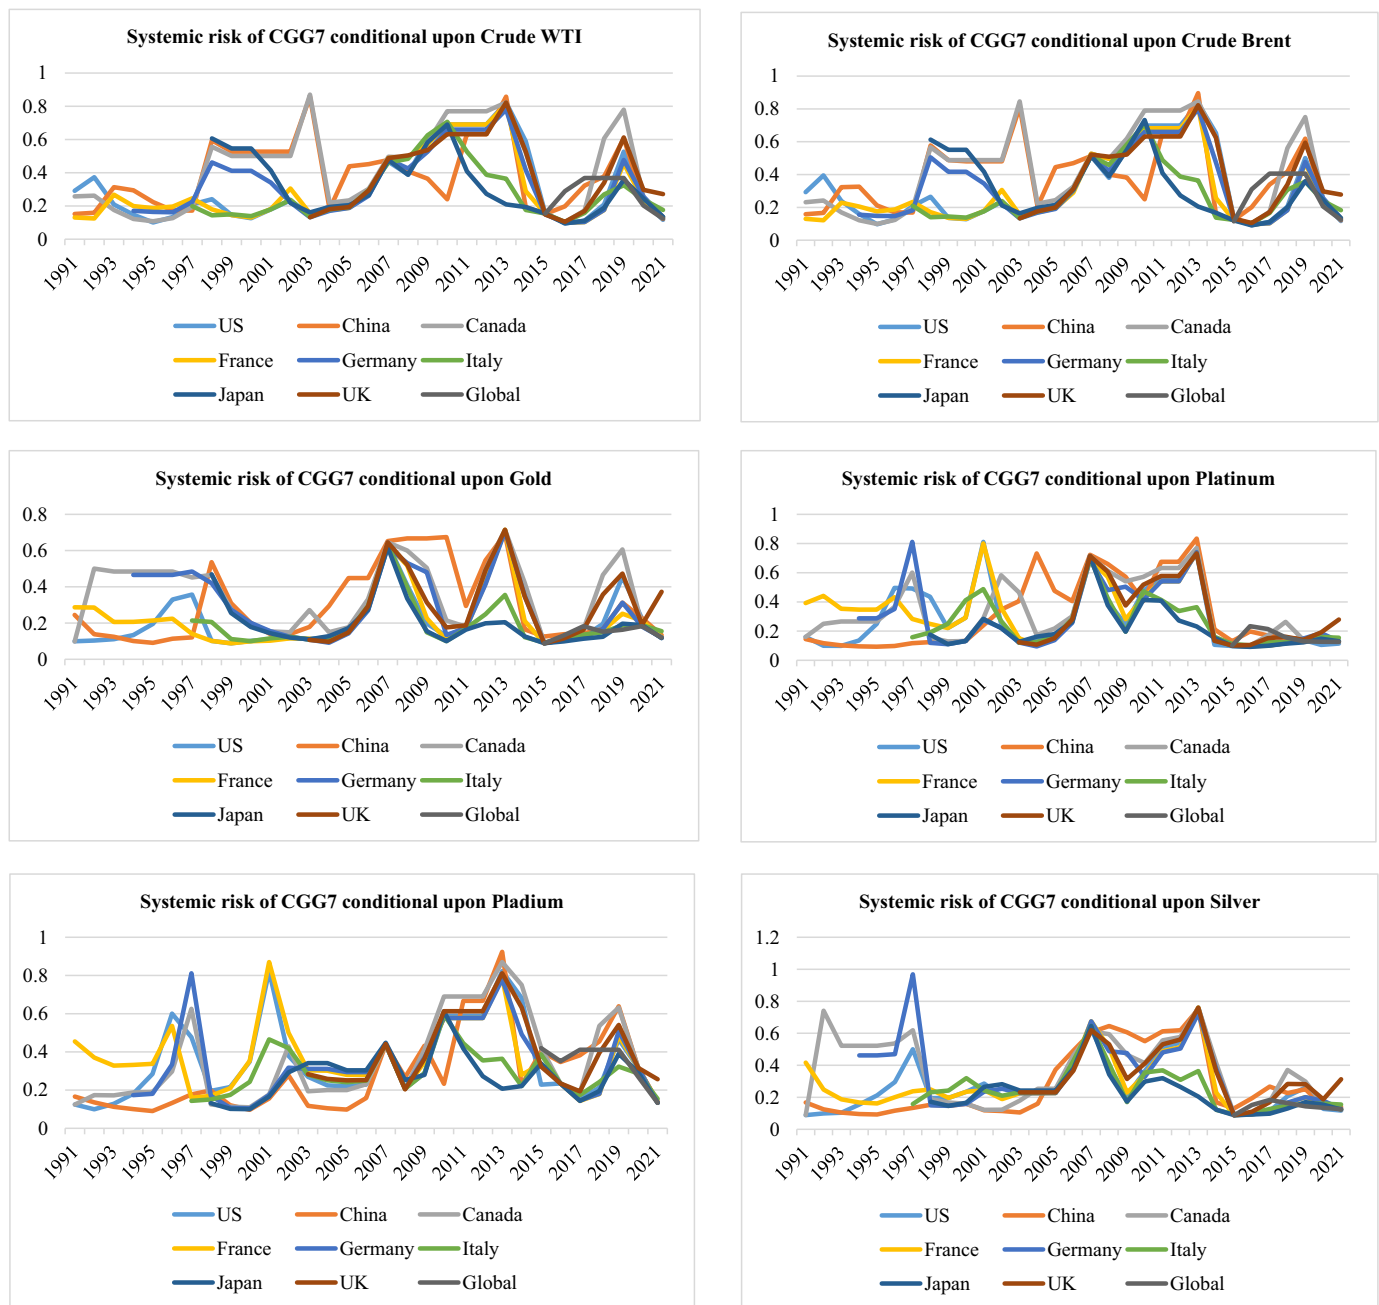 Systemic risk of CGG7 conditional upon Crude WTI
1
0.8
0.6
0.4
0.2
0
1991 1993 1995 1997 1999 2001 2003 2005 2007 2009 2011 2013 2015 2017 2019 2021
US China Canada
France Germany Italy
Japan UK Global
Systemic risk of CGG7 conditional upon Crude Brent
1
0.8
0.6
0.4
0.2
0
1991 1993 1995 1997 1999 2001 2003 2005 2007 2009 2011 2013 2015 2017 2019 2021
US China Canada
France Germany Italy
Japan UK Global
Systemic risk of CGG7 conditional upon Gold
0.8
0.6
0.4
0.2
0
1991 1993 1995 1997 1999 2001 2003 2005 2007 2009 2011 2013 2015 2017 2019 2021
US China Canada
France Germany Italy
Japan UK Global
Systemic risk of CGG7 conditional upon Platinum
1
0.8
0.6
0.4
0.2
0
1991 1993 1995 1997 1999 2001 2003 2005 2007 2009 2011 2013 2015 2017 2019 2021
US China Canada
France Germany Italy
Japan UK Global
Systemic risk of CGG7 conditional upon Pladium
1
0.8
0.6
0.4
0.2
0
1991 1993 1995 1997 1999 2001 2003 2005 2007 2009 2011 2013 2015 2017 2019 2021
US China Canada
France Germany Italy
Japan UK Global
Systemic risk of CGG7 conditional upon Silver
1.2
1
0.8
0.6
0.4
0.2
0
1991 1993 1995 1997 1999 2001 2003 2005 2007 2009 2011 2013 2015 2017 2019 2021
US China Canada
France Germany Italy
Japan UK Global